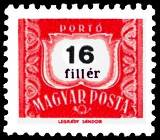 PORTÓ
16
fillér
MAGYAR POSTA
LEGRÁDY SÁNDOR